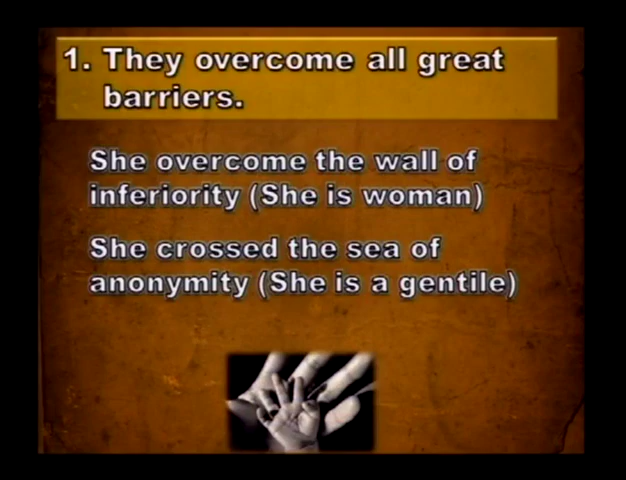 1. They overcome all great
barriers.
She overcome the wall of
inferiority (She is woman)
She crossed the sea of
anonymity (She is a gentile)